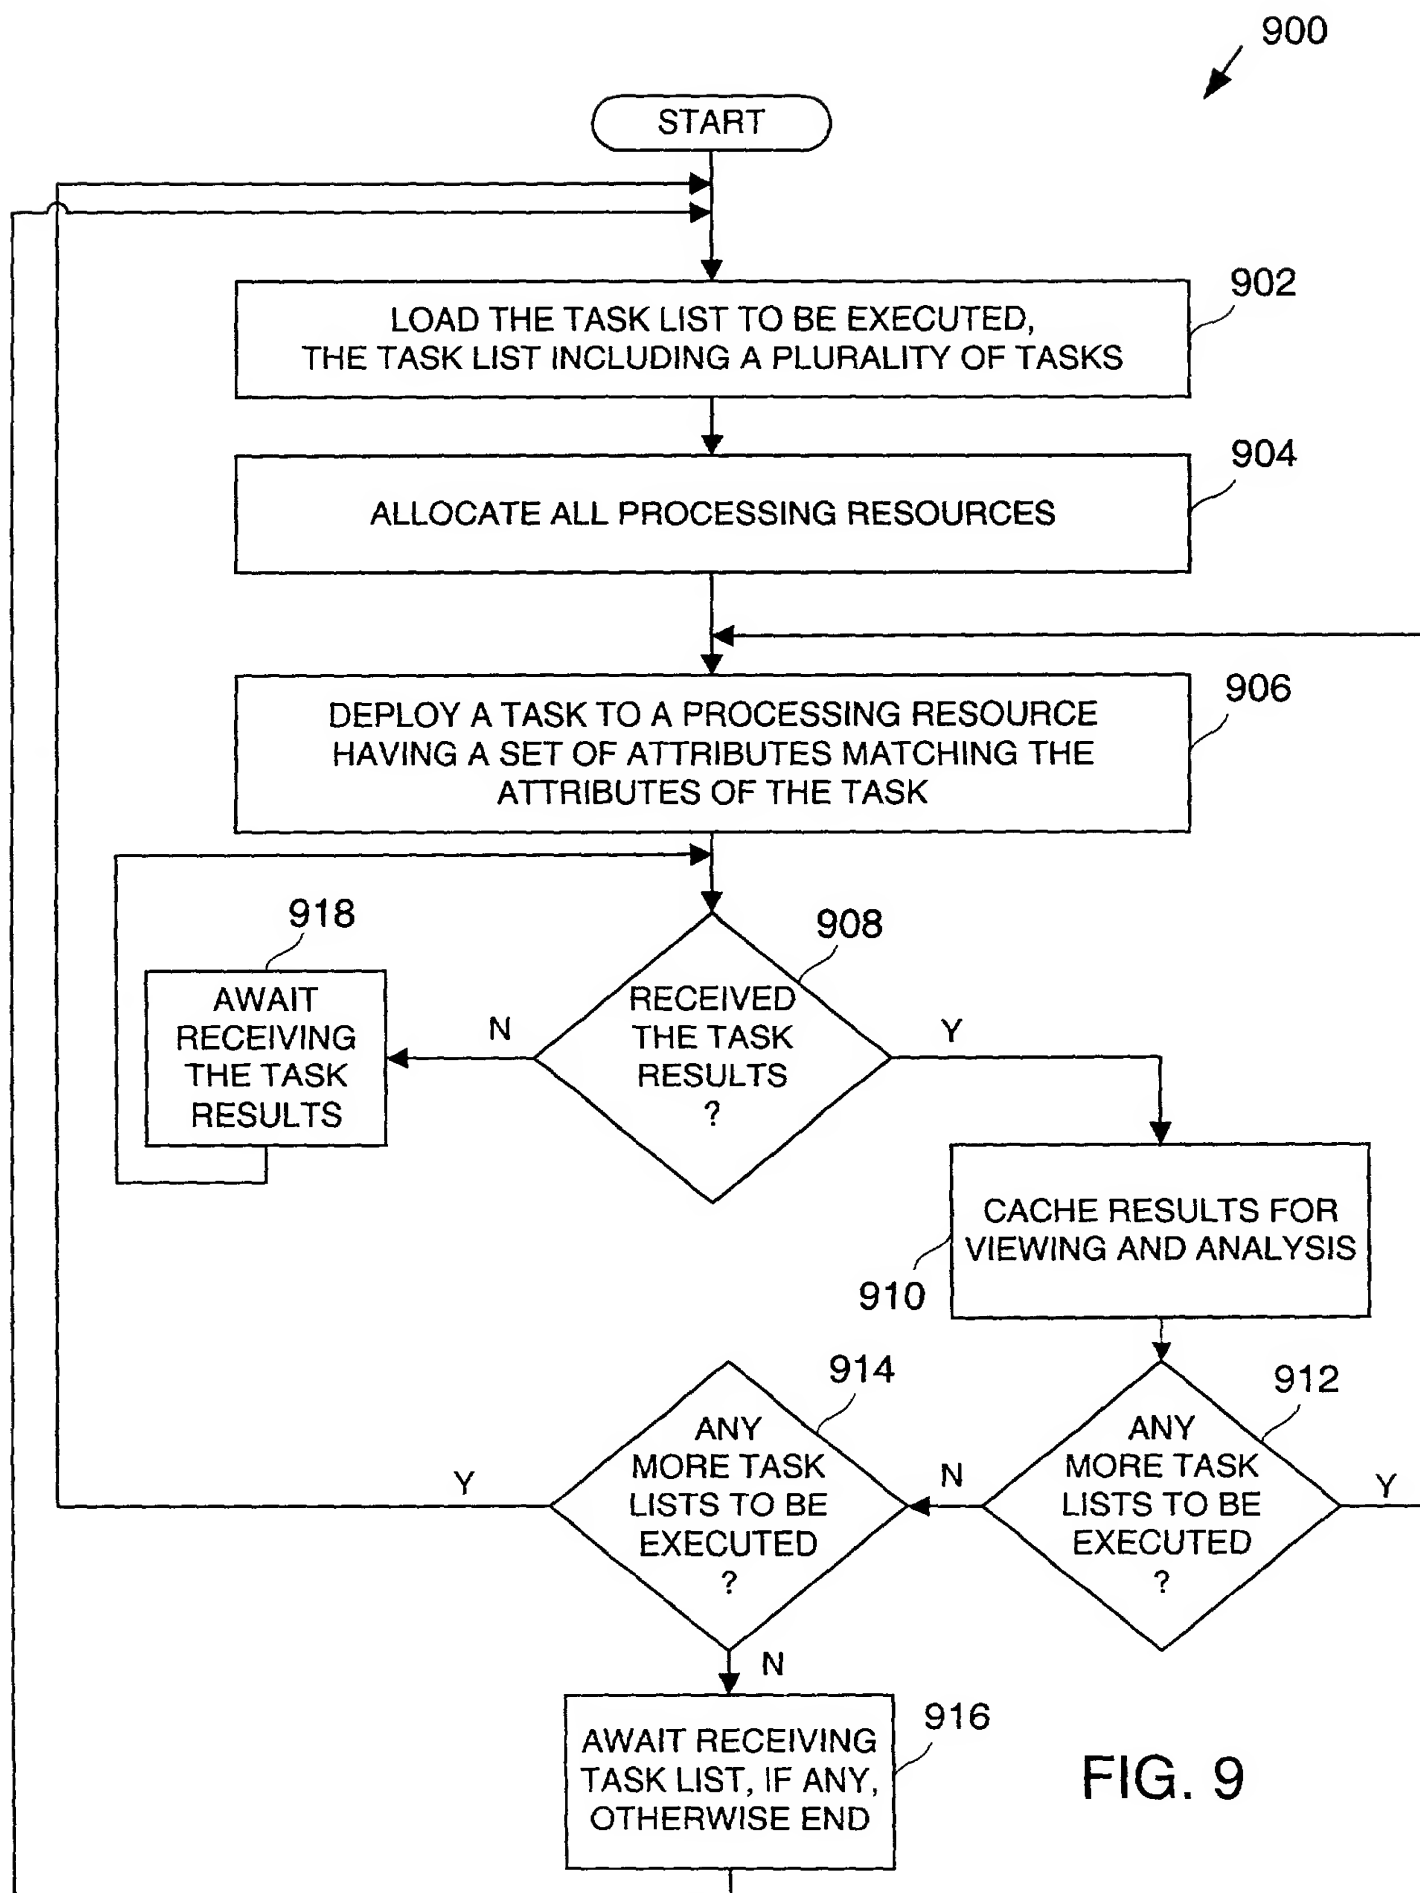 900
START
902
LOAD THE TASK LIST TO BE EXECUTED,
THE TASK LIST INCLUDING A PLURALITY OF TASKS
904
ALLOCATE ALL PROCESSING RESOURCES
906
DEPLOY A TASK TO A PROCESSING RESOURCE
HAVING A SET OF ATTRIBUTES MATCHING THE
ATTRIBUTES OF THE TASK
918
AWAIT
RECEIVING
THE TASK
RESULTS
N
908
RECEIVED
THE TASK
RESULTS
?
Y
CACHE RESULTS FOR
VIEWING AND ANALYSIS
910
912
ANY
MORE TASK
LISTS TO BE
EXECUTED
?
Y
N
914
ANY
MORE TASK
LISTS TO BE
EXECUTED
?
Y
N
916
AWAIT RECEIVING
TASK LIST, IF ANY,
OTHERWISE END
FIG. 9